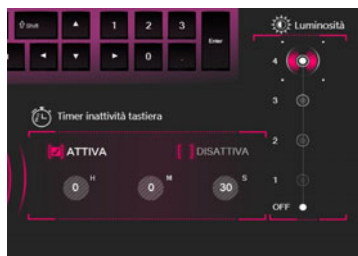 Shift 1 2 3 Enter
0 .
Luminosità
4
3
2
1
OFF
Timer inattività tastiera
ATTIVA DISATTIVA
0 H 0 M 30 S